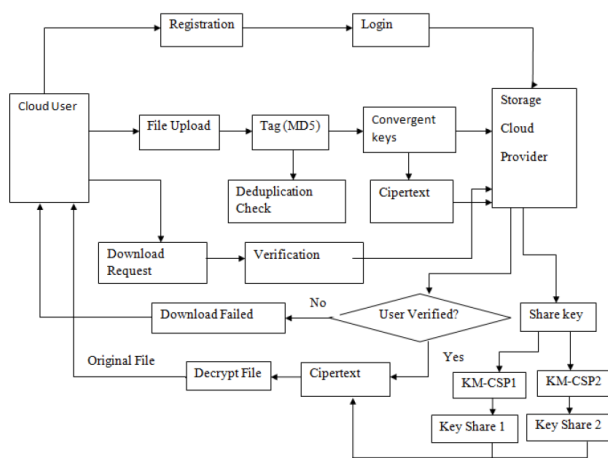 Registration
Login
Cloud User
Storage
Cloud
Provider
File Upload
Tag (MD5)
Convergent
keys
Deduplication
Check
Cipertext
Download
Request
Verification
Download Failed
No
User Verified?
Share key
Original File
Decrypt File
Cipertext
Yes
KM-CSP1
KM-CSP2
Key Share 1
Key Share 2